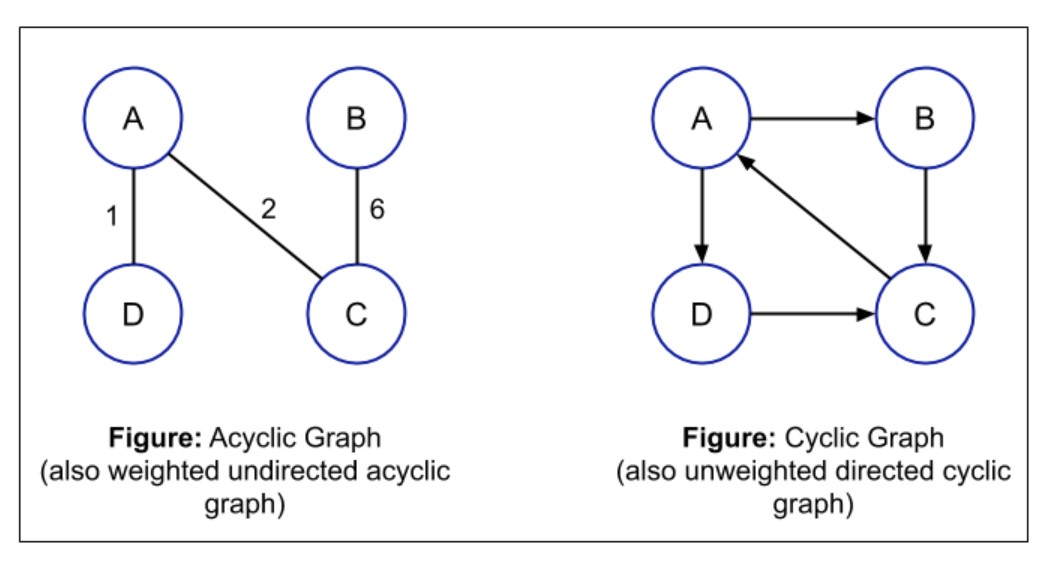 A
B
1
2
6
D
C
Figure: Acyclic Graph
(also weighted undirected acyclic
graph)
A
B
D
C
Figure: Cyclic Graph
(also unweighted directed cyclic
graph)